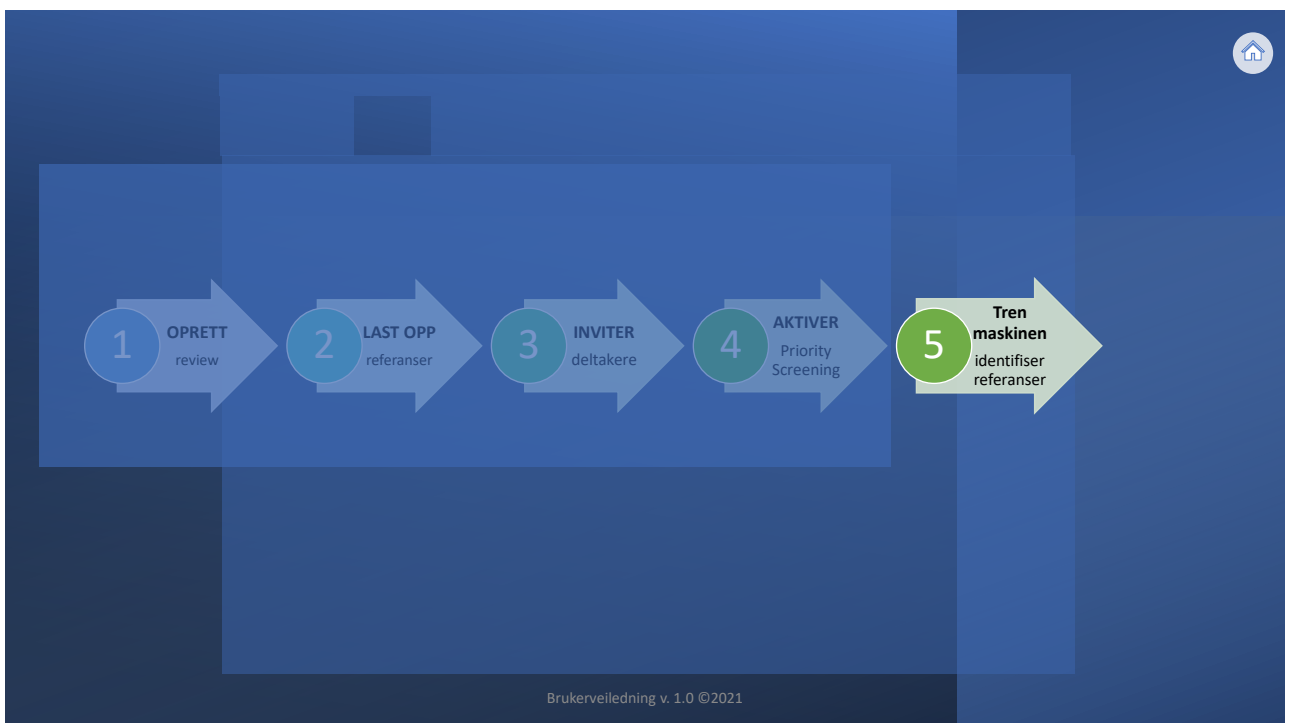 1
OPRETT
review
2
LAST OPP
referanser
3
INVITER
deltakere
4
AKTIVER
Priority
Screening
5
Tren
maskinen
identifiser
referanser
Brukerveiledning v. 1.0 ©2021